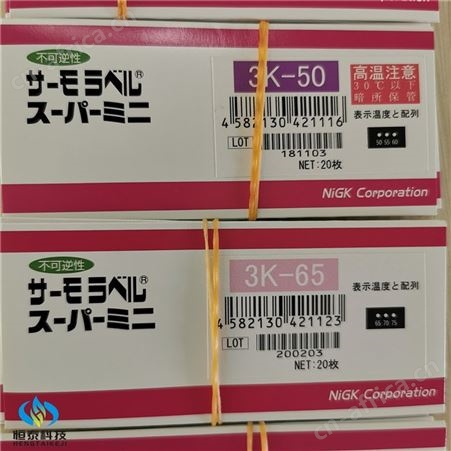 Corporation
不可逆性
サーモラベル®
スーパーミニ
3K-50
高温注意
30℃以下
暗所保管
4 582130 421116
表示温度と配列
50 55 60
LOT
181103
NET:20枚
NiGK Corporation
不可逆性
サーモラベル®
スーパーミニ
3K-65
表示温度と配列
4 582130 421123
65 70 75
LOT
200203
NET:20枚
NiGK Corporation
恒泰科技
HENGTAIKEJI